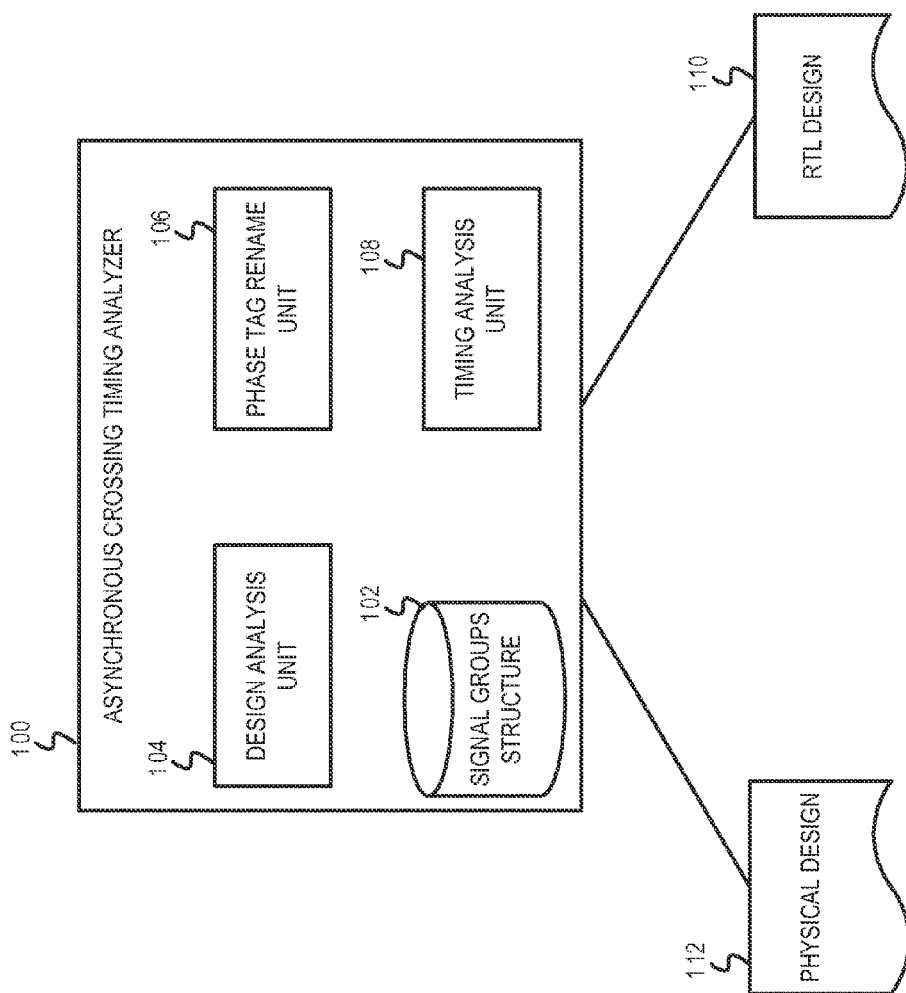 100
ASYNCHRONOUS CROSSING TIMING ANALYZER
104
DESIGN ANALYSIS
UNIT
106
PHASE TAG RENAME
UNIT
102
SIGNAL GROUPS
STRUCTURE
108
TIMING ANALYSIS
UNIT
112
PHYSICAL DESIGN
110
RTL DESIGN